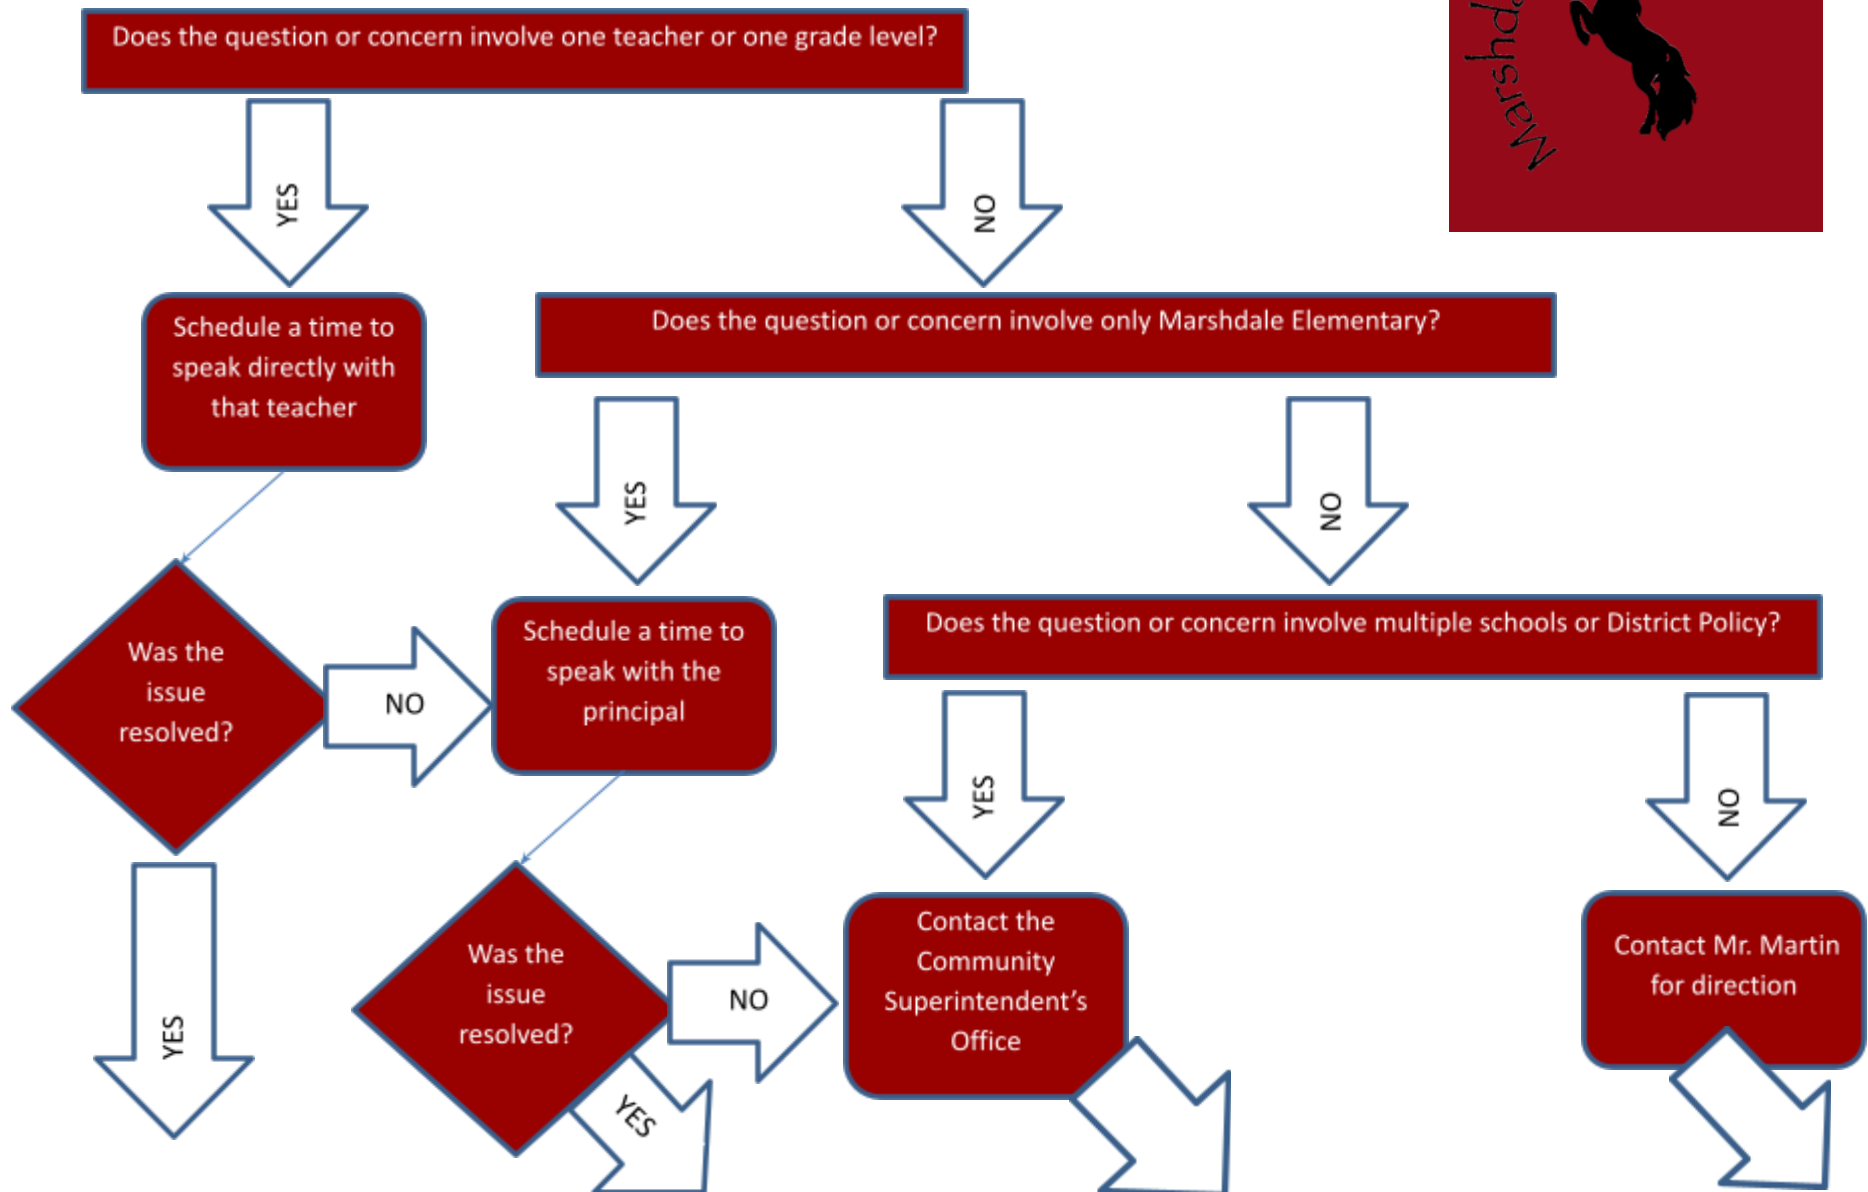 Does the question or concern involve one teacher or one grade level?
Marshda
YES
NO
Schedule a time to
speak directly with
that teacher
Does the question or concern involve only Marshdale Elementary?
YES
NO
Was the
issue
resolved?
NO
Schedule a time to
speak with the
principal
Does the question or concern involve multiple schools or District Policy?
YES
NO
YES
Was the
issue
resolved?
NO
Contact the
Community
Superintendent's
Office
Contact Mr. Martin
for direction
YES